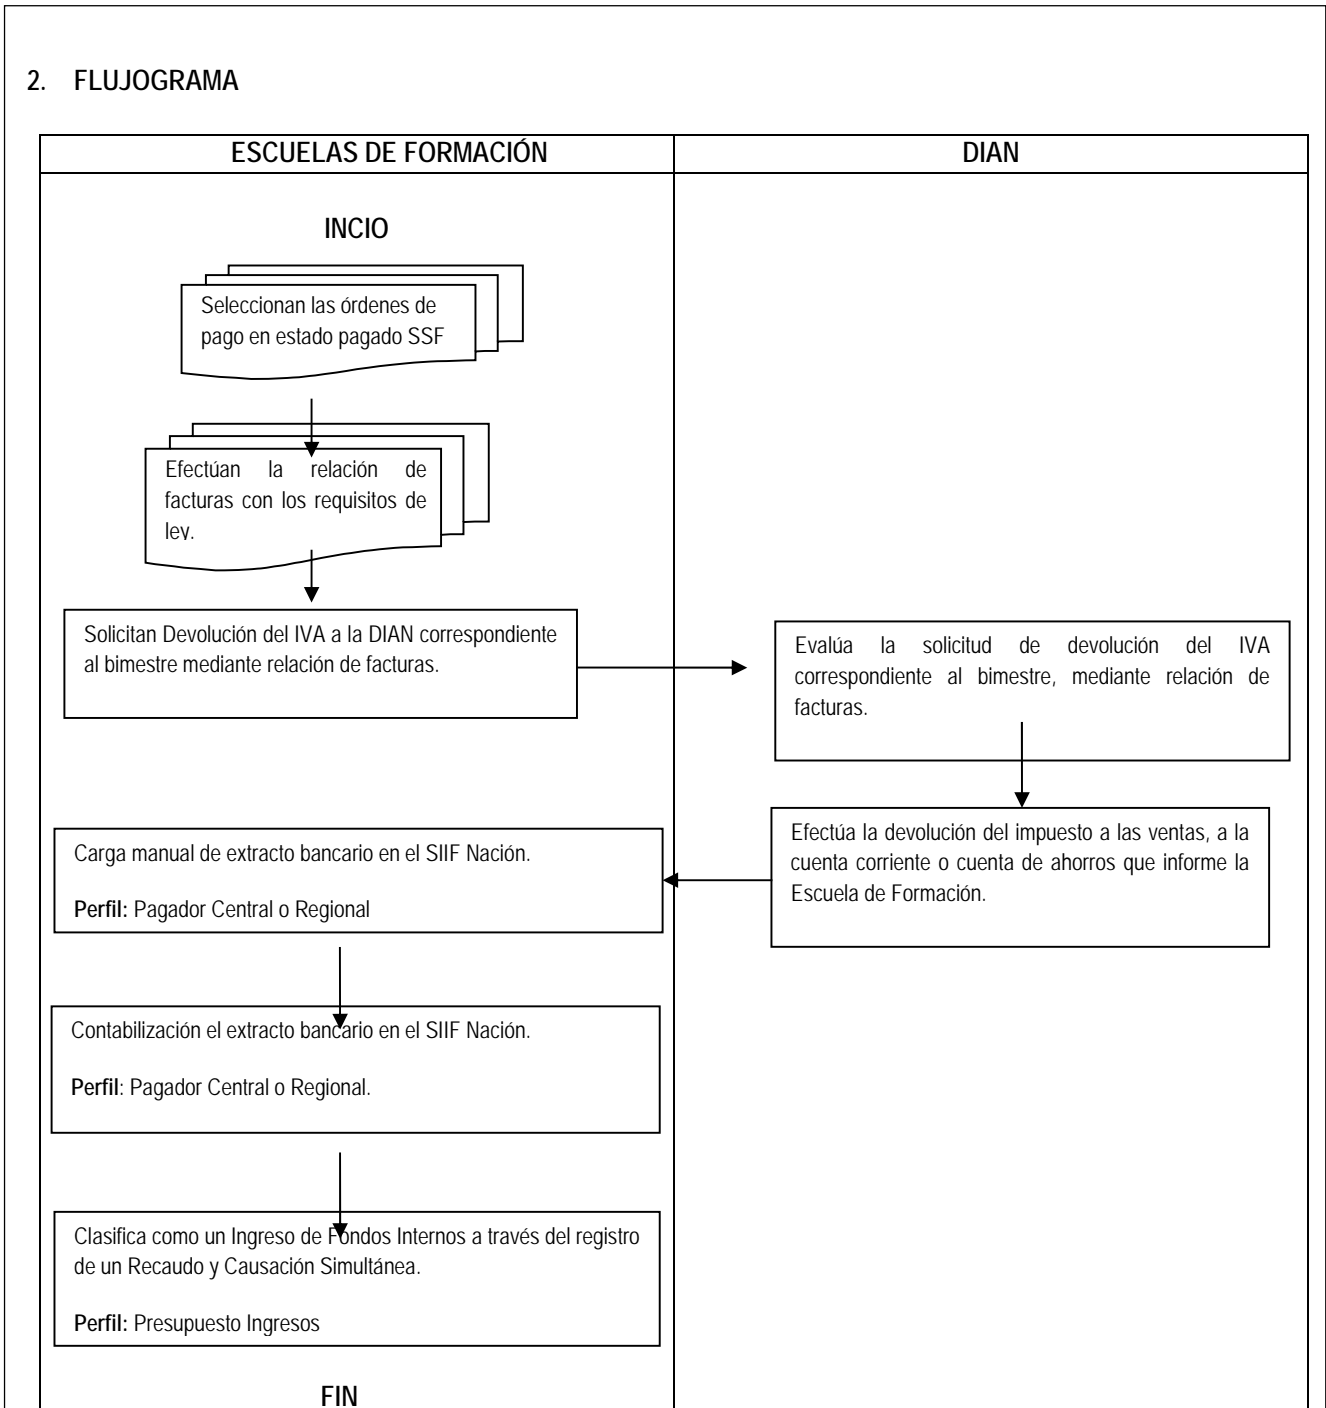 2. FLUJOGRAMA
ESCUELAS DE FORMACIÓN
DIAN
INCIO
Seleccionan las órdenes de
pago en estado pagado SSF
Efectúan la relación de
facturas con los requisitos de
ley.
Solicitan Devolución del IVA a la DIAN correspondiente
al bimestre mediante relación de facturas.
Evalúa la solicitud de devolución del IVA
correspondiente al bimestre, mediante relación de
facturas.
Efectúa la devolución del impuesto a las ventas, a la
cuenta corriente o cuenta de ahorros que informe la
Escuela de Formación.
Carga manual de extracto bancario en el SIIF Nación.
Perfil: Pagador Central o Regional
Contabilización el extracto bancario en el SIIF Nación.
Perfil: Pagador Central o Regional.
Clasifica como un Ingreso de Fondos Internos a través del registro
de un Recaudo y Causación Simultánea.
Perfil: Presupuesto Ingresos
FIN